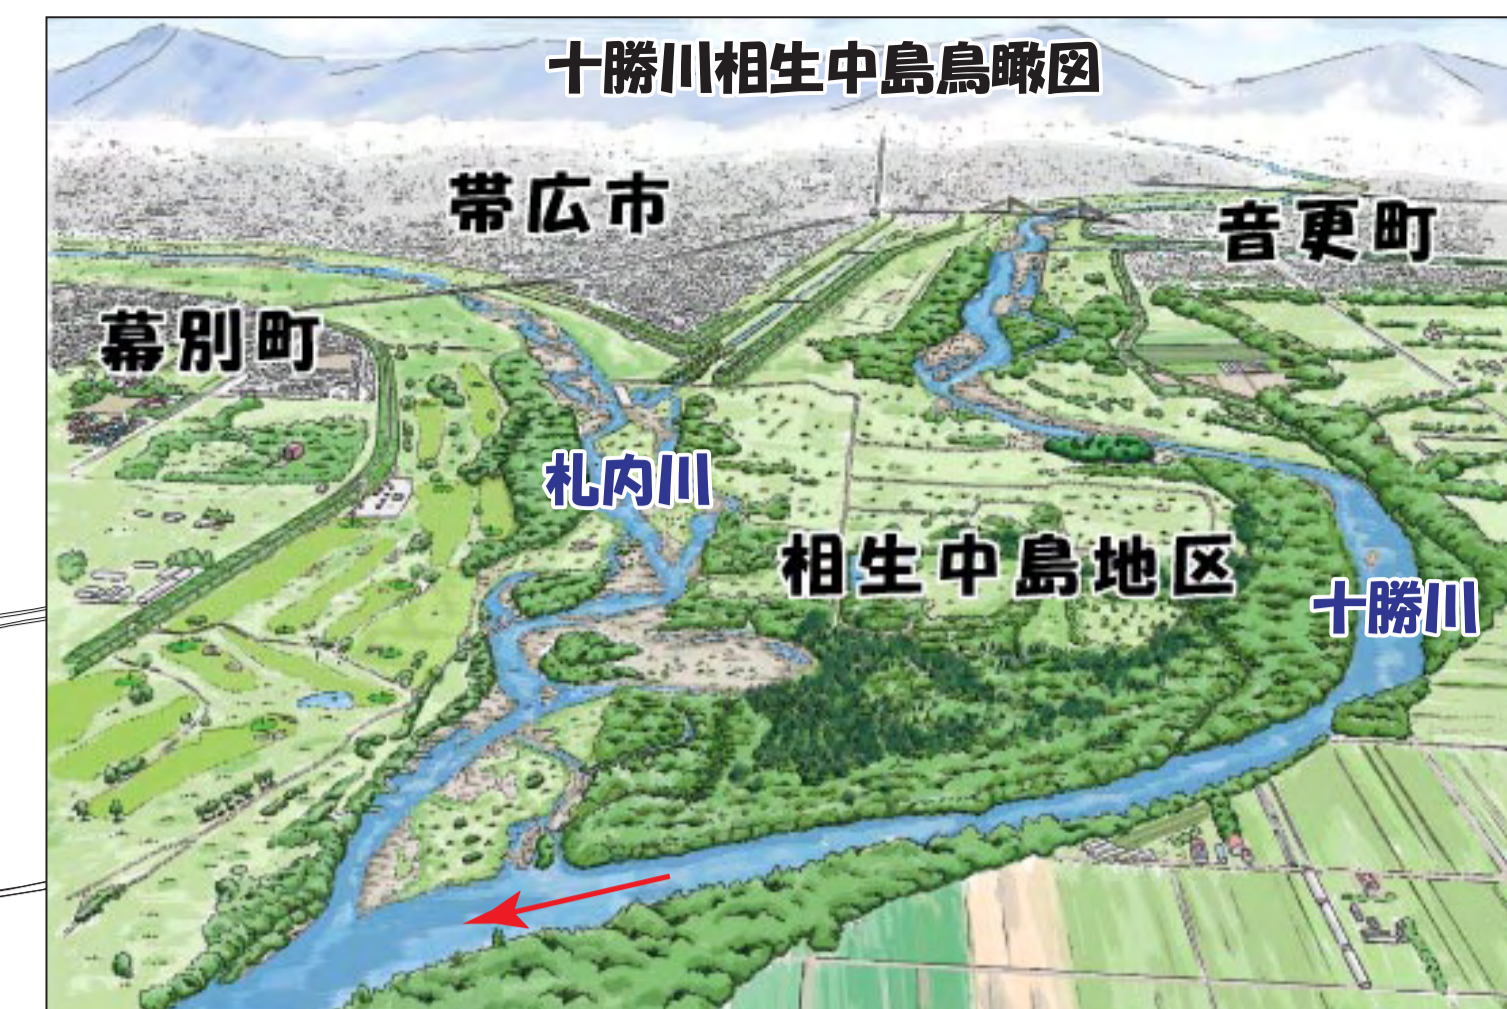 十勝川相生中島鳥瞰図
帯広市
音更町
幕別町
札内川
相生中島地区
十勝川